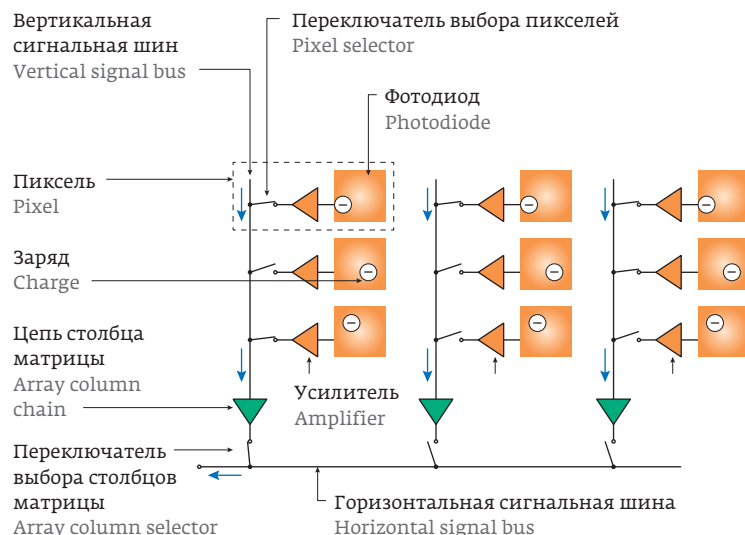 Вертикальная
сигнальная шин
Vertical signal bus
Переключатель выбора пикселей
Pixel selector
Фотодиод
Photodiode
Пиксель
Pixel
Заряд
Charge
Цепь столбца
матрицы
Array column
chain
Усилитель
Amplifier
Переключатель
выбора столбцов
матрицы
Array column selector
Горизонтальная сигнальная шина
Horizontal signal bus